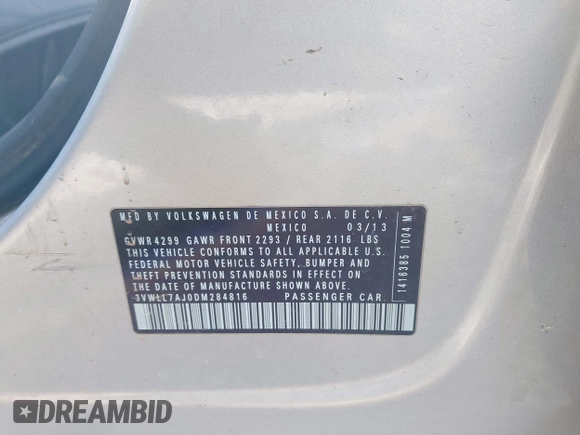 MFD BY VOLKSWAGEN DE MEXICO S.A. DE C.V.
MEXICO 03/13
GVWR 4299 GAWR FRONT 2293 / REAR 2116 LBS
THIS VEHICLE CONFORMS TO ALL APPLICABLE U.S.
FEDERAL MOTOR VEHICLE SAFETY, BUMPER AND
THEFT PREVENTION STANDARDS IN EFFECT ON THE
DATE OF MANUFACTURE SHOWN ABOVE.
3VWLL7AJ0DM284816 PASSENGER CAR
1416385 1004 M
DREAMBID